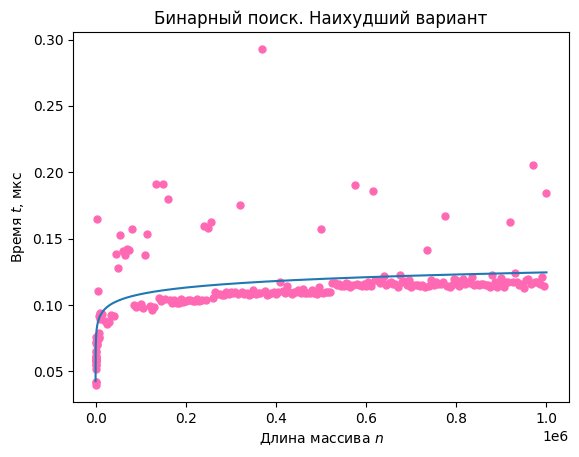 Бинарный поиск. Наихудший вариант
0.30
0.25
0.20
0.15
0.10
0.05
Время t, мкс
0.0 0.2 0.4 0.6 0.8 1.0
1e6
Длина массива n